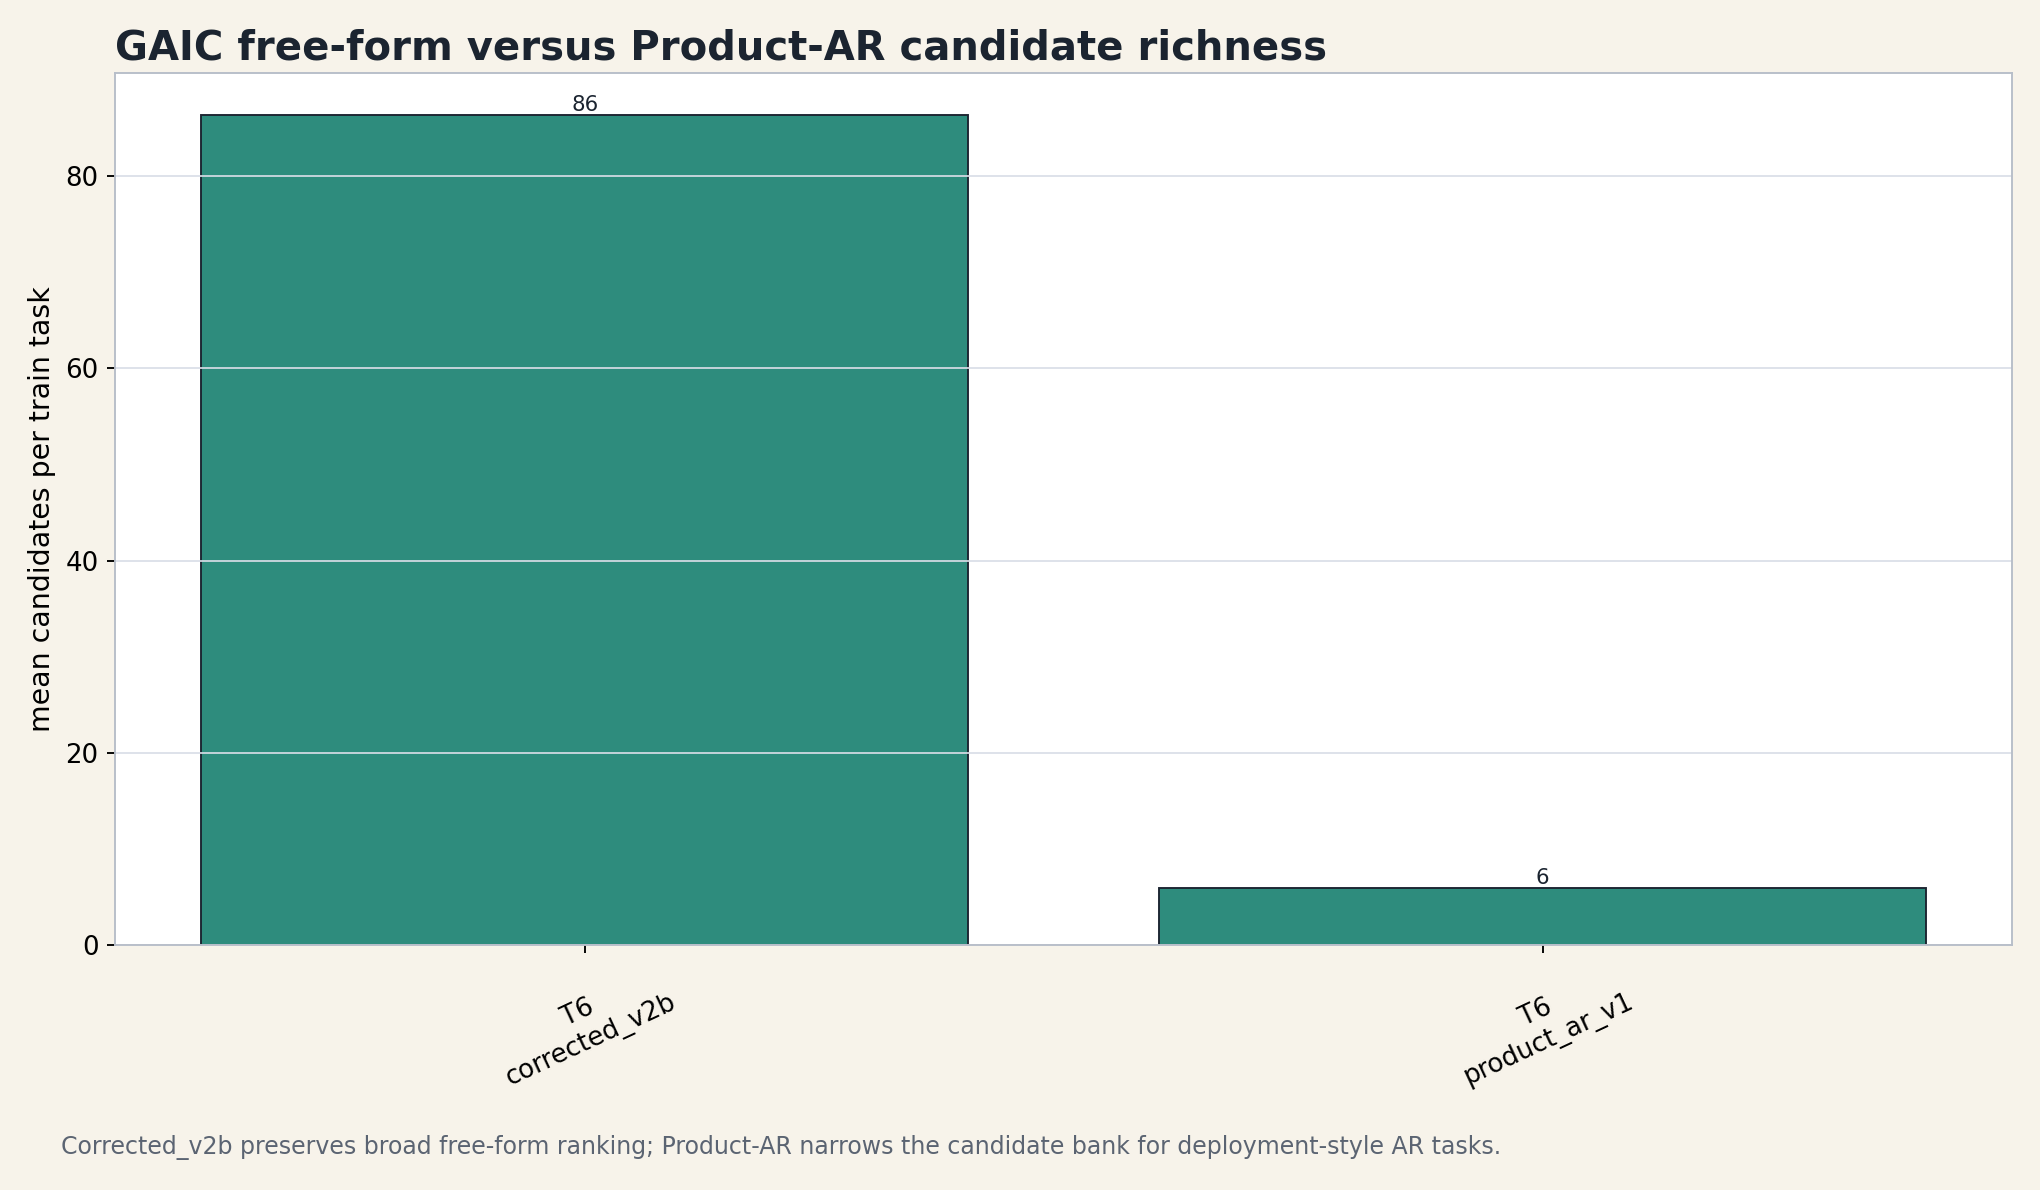 GAIC free-form versus Product-AR candidate richness
86
80
60
40
20
0
6
mean candidates per train task
T6
corrected_v2b
T6
product_ar_v1
Corrected_v2b preserves broad free-form ranking; Product-AR narrows the candidate bank for deployment-style AR tasks.